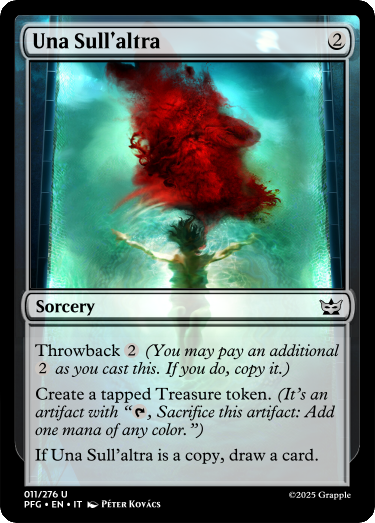 Una Sull'altra 2
Sorcery
Throwback 2 (You may pay an additional
2 as you cast this. If you do, copy it.)
Create a tapped Treasure token. (It's an
artifact with “, Sacrifice this artifact: Add
one mana of any color.”)
If Una Sull'altra is a copy, draw a card.
011/276 U
PFG • EN • IT Péter Kovács
©2025 Grapple